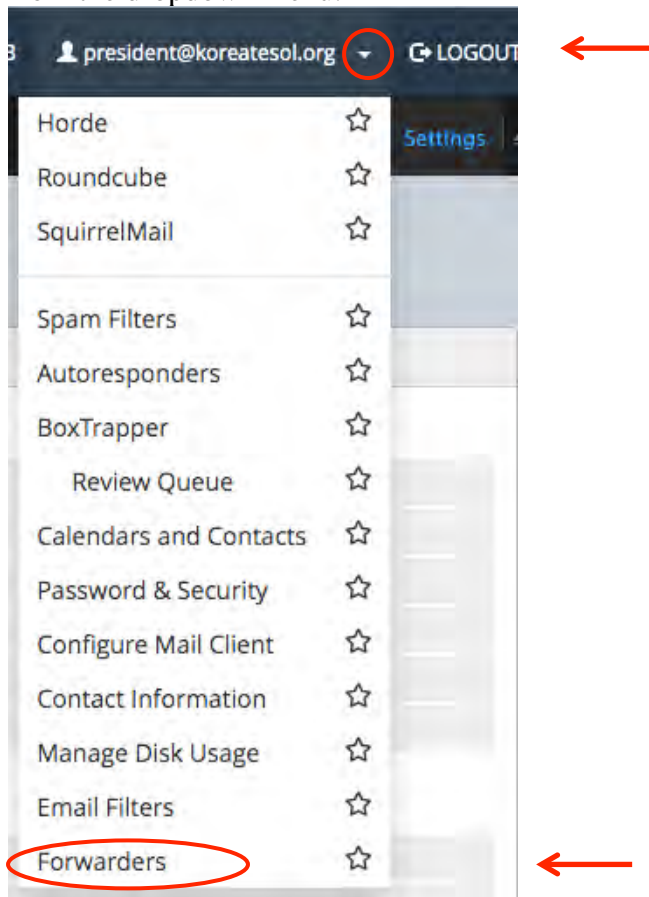 president@koreatesol.org LOGOUT
Horde
Settings
Roundcube
SquirrelMail
Spam Filters
Autoresponders
BoxTrapper
Review Queue
Calendars and Contacts
Password & Security
Configure Mail Client
Contact Information
Manage Disk Usage
Email Filters
Forwarders